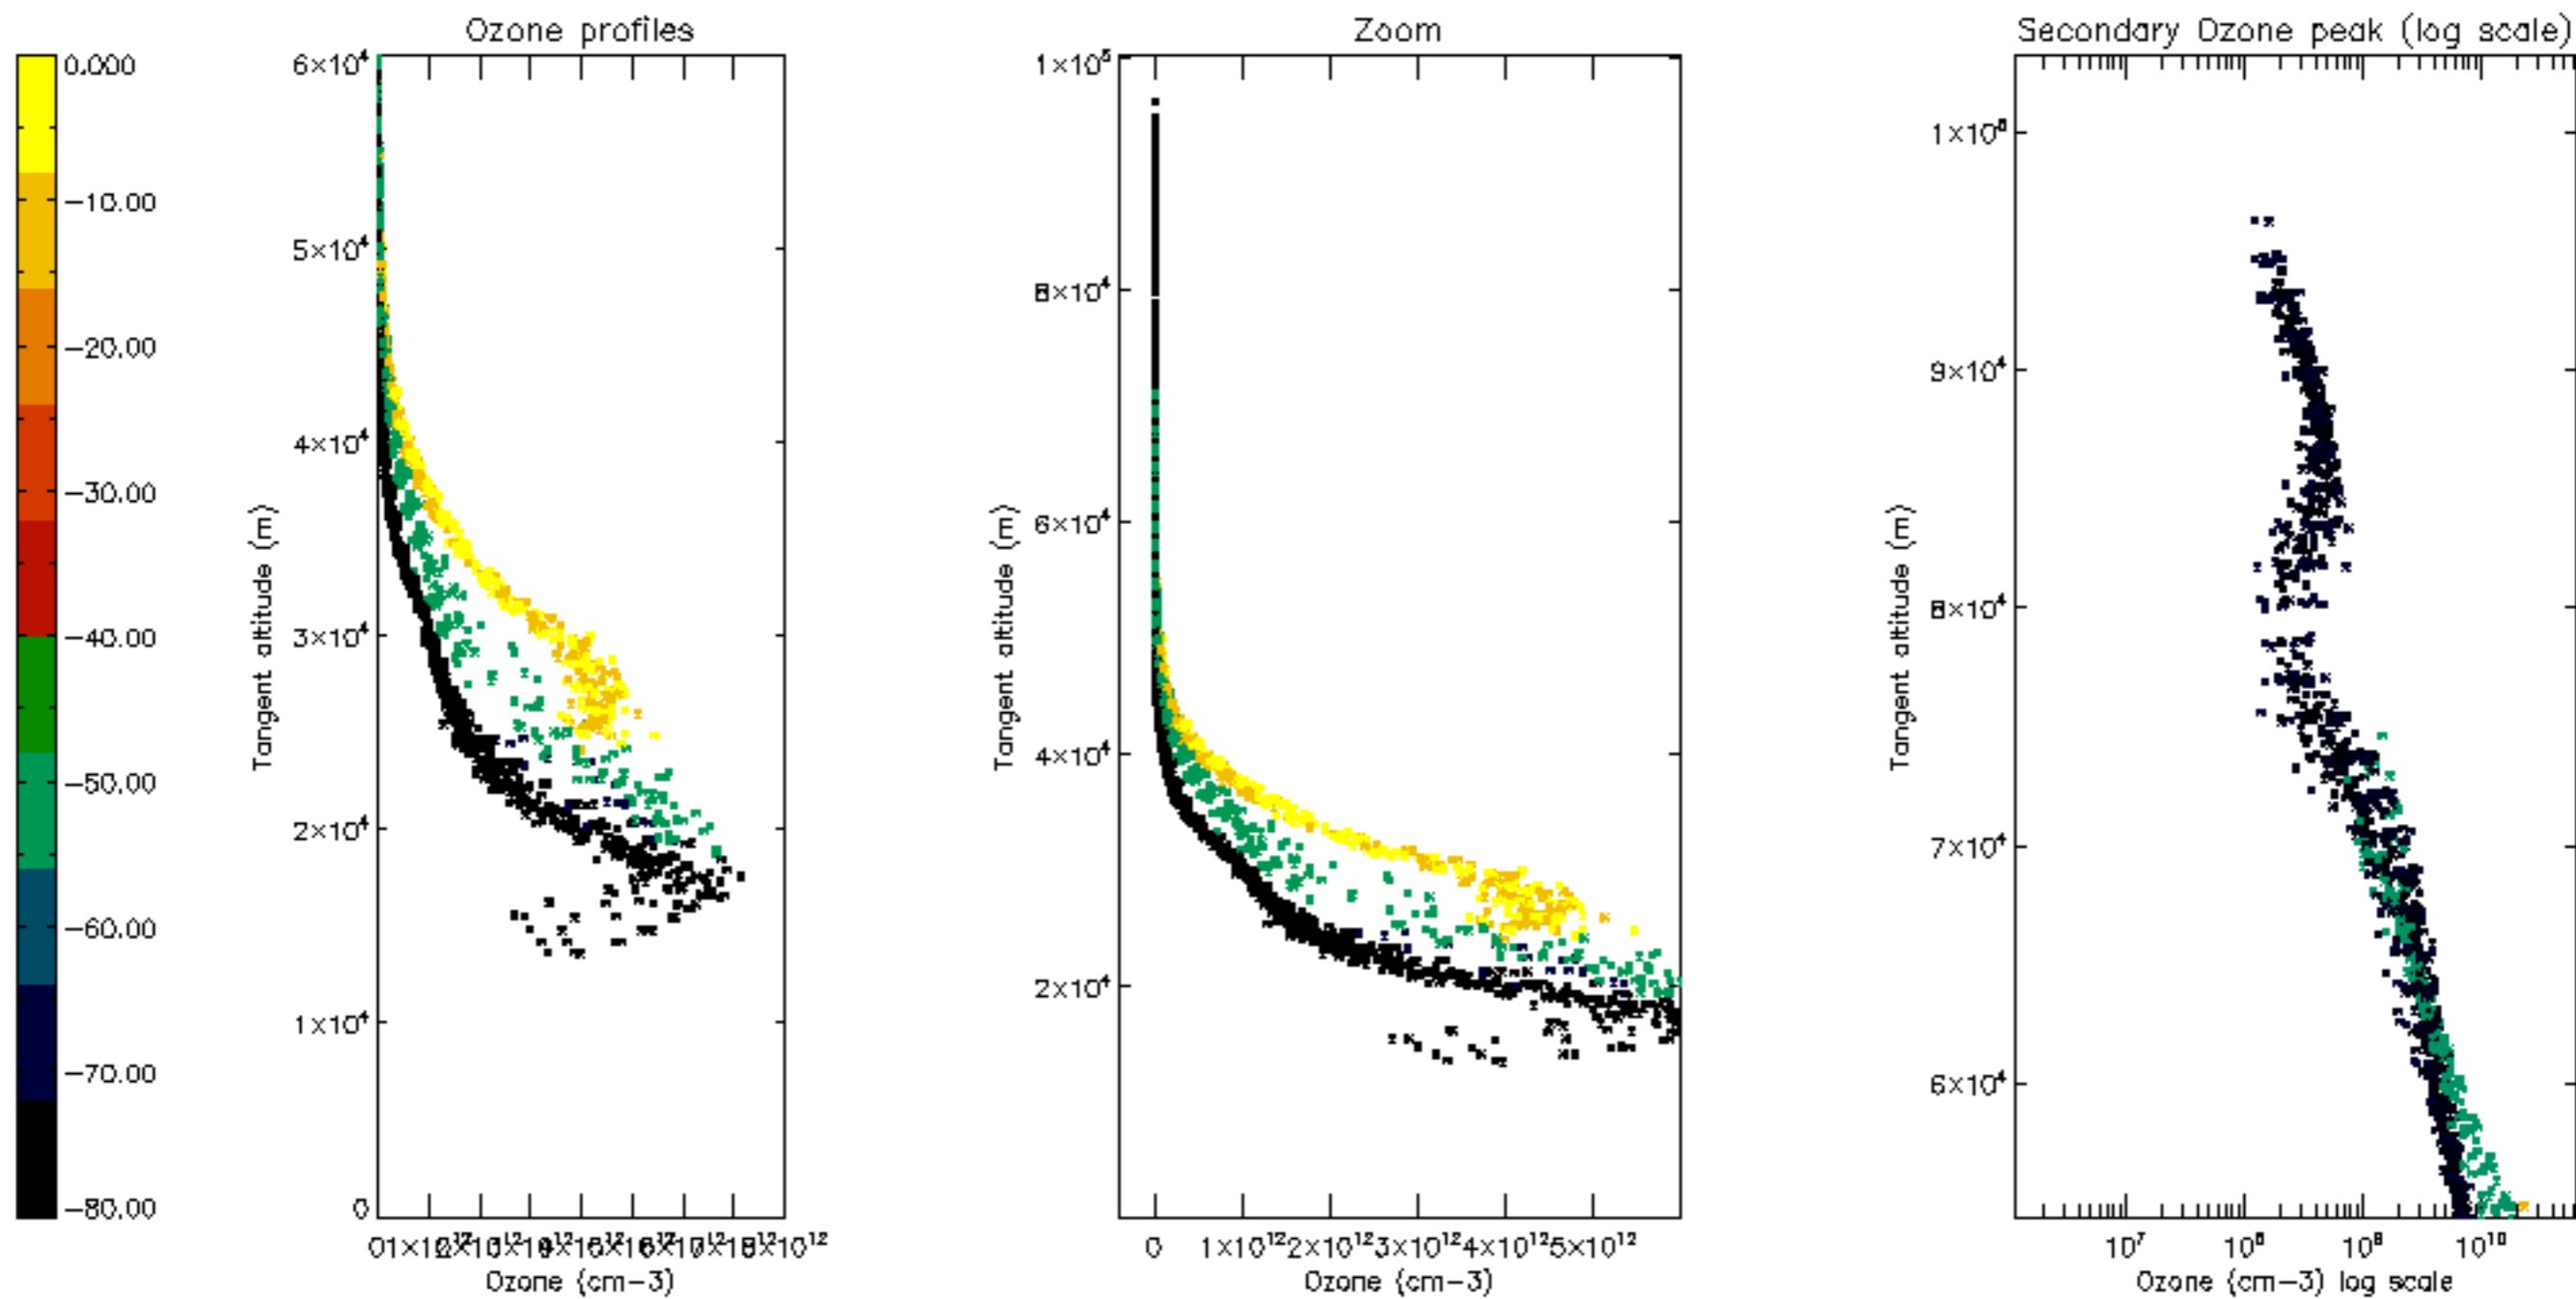 Ozone profiles
Zoom
Secondary Ozone peak (log scale)
0.000
-10.00
-20.00
-30.00
-40.00
-50.00
-60.00
-70.00
-80.00
6×10⁴
5×10⁴
4×10⁴
3×10⁴
2×10⁴
1×10⁴
0
Tangent altitude (m)
Ozone (cm-3)
1×10⁵
8×10⁴
6×10⁴
4×10⁴
2×10⁴
Tangent altitude (m)
0 1×10¹² 2×10¹² 3×10¹² 4×10¹² 5×10¹²
Ozone (cm-3)
9×10⁴
8×10⁴
7×10⁴
6×10⁴
Tangent altitude (m)
10⁷ 10⁸ 10⁹ 10¹⁰
Ozone (cm-3) log scale